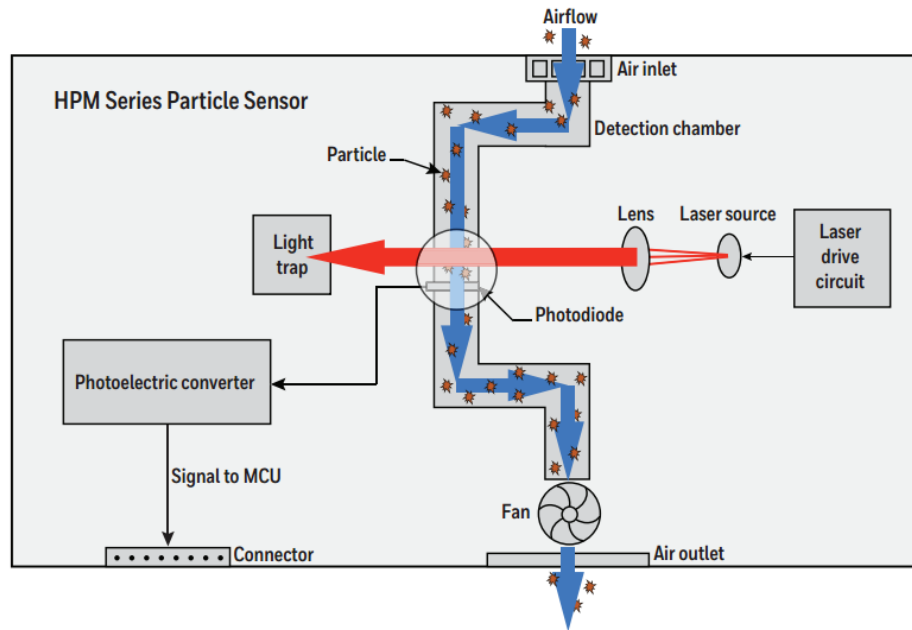 Airflow
Air inlet
HPM Series Particle Sensor
Detection chamber
Particle
Lens
Laser source
Light
trap
Laser
drive
circuit
Photodiode
Photoelectric converter
Signal to MCU
Fan
Connector
Air outlet